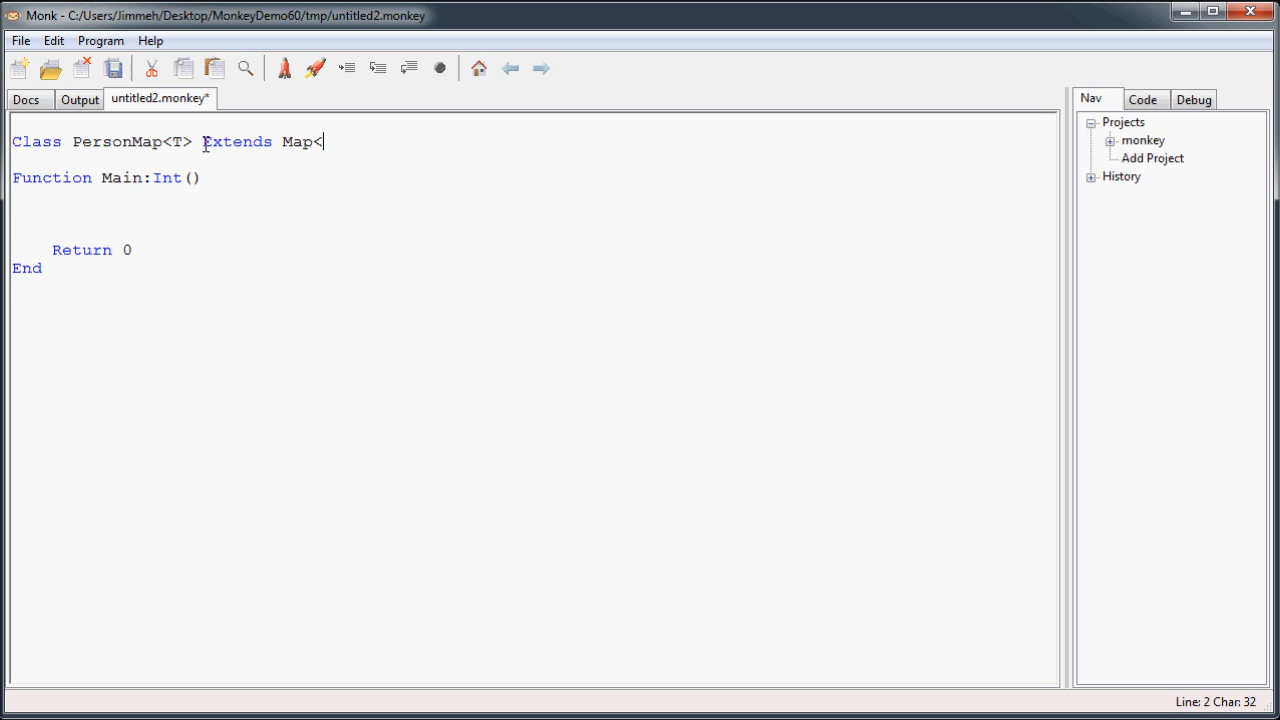 Monk - C:/Users/Jimmeh/Desktop/MonkeyDemo60/tmp/untitled2.monkey
File Edit Program Help
Docs Output untitled2.monkey*
Nav Code Debug
Class PersonMap<T> Extends Map<
Function Main:Int()
Return 0
End
Projects
monkey
Add Project
History
Line: 2 Char: 32